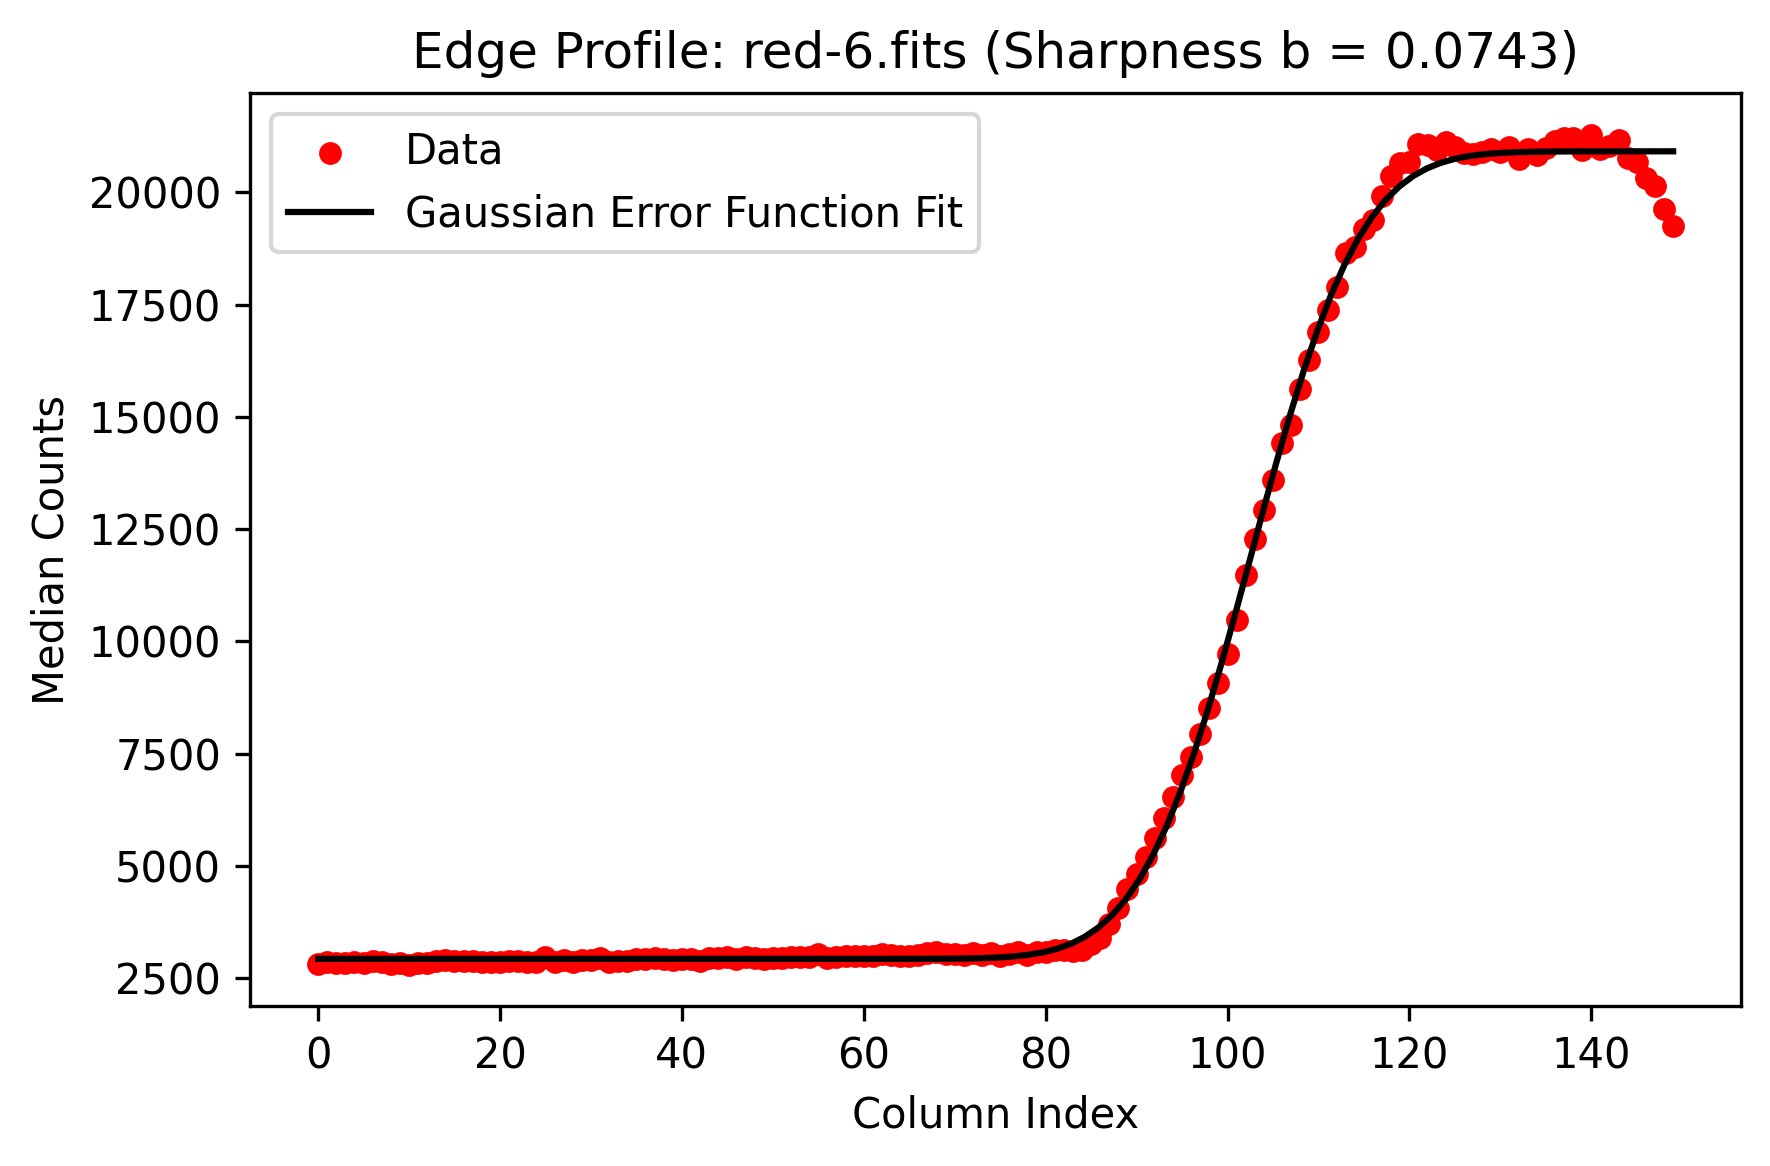 Edge Profile: red-6.fits (Sharpness b = 0.0743)
Data
Gaussian Error Function Fit
Median Counts
20000
17500
15000
12500
10000
7500
5000
2500
0 20 40 60 80 100 120 140
Column Index